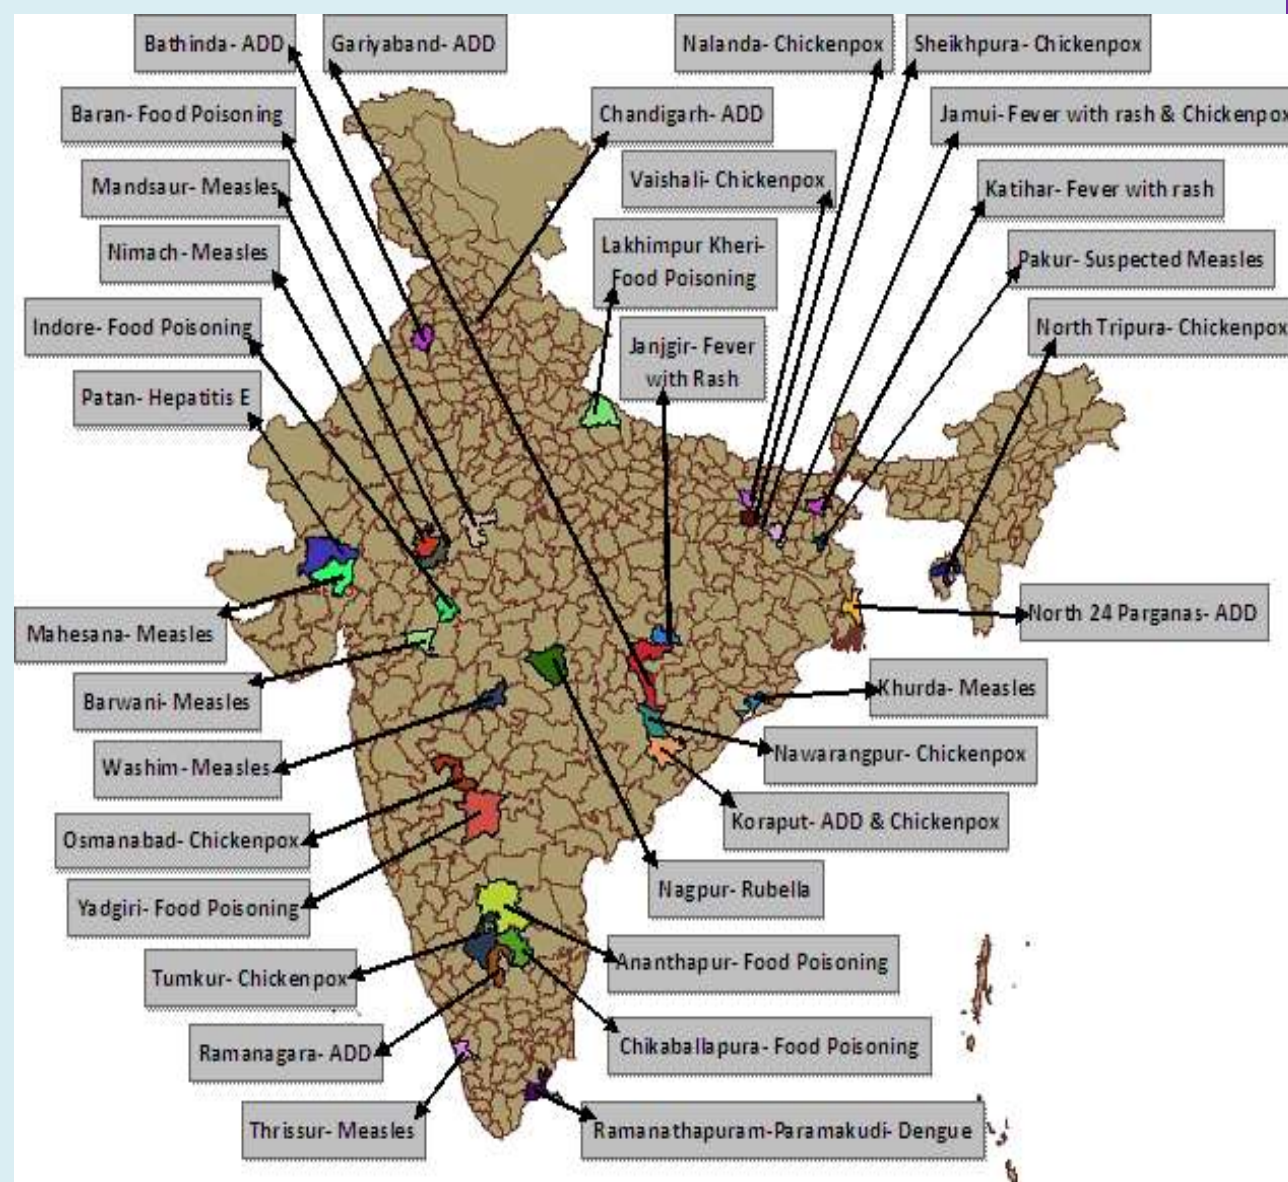 Bathinda- ADD
Gariyaband- ADD
Nalanda- Chickenpox
Sheikhpura- Chickenpox
Baran- Food Poisoning
Chandigarh- ADD
Jamui- Fever with rash & Chickenpox
Mandsaur- Measles
Vaishali- Chickenpox
Katihar- Fever with rash
Nimach- Measles
Lakhimpur Kheri-
Food Poisoning
Pakur- Suspected Measles
Indore- Food Poisoning
Janjgir- Fever
with Rash
North Tripura- Chickenpox
Patan- Hepatitis E
Mahesana- Measles
North 24 Parganas- ADD
Barwani- Measles
Khurda- Measles
Washim- Measles
Nawarangpur- Chickenpox
Osmanabad- Chickenpox
Koraput- ADD & Chickenpox
Yadgiri- Food Poisoning
Nagpur- Rubella
Tumkur- Chickenpox
Ananthapur- Food Poisoning
Ramanagara- ADD
Chikaballapura- Food Poisoning
Thrissur- Measles
Ramanathapuram-Paramakudi- Dengue